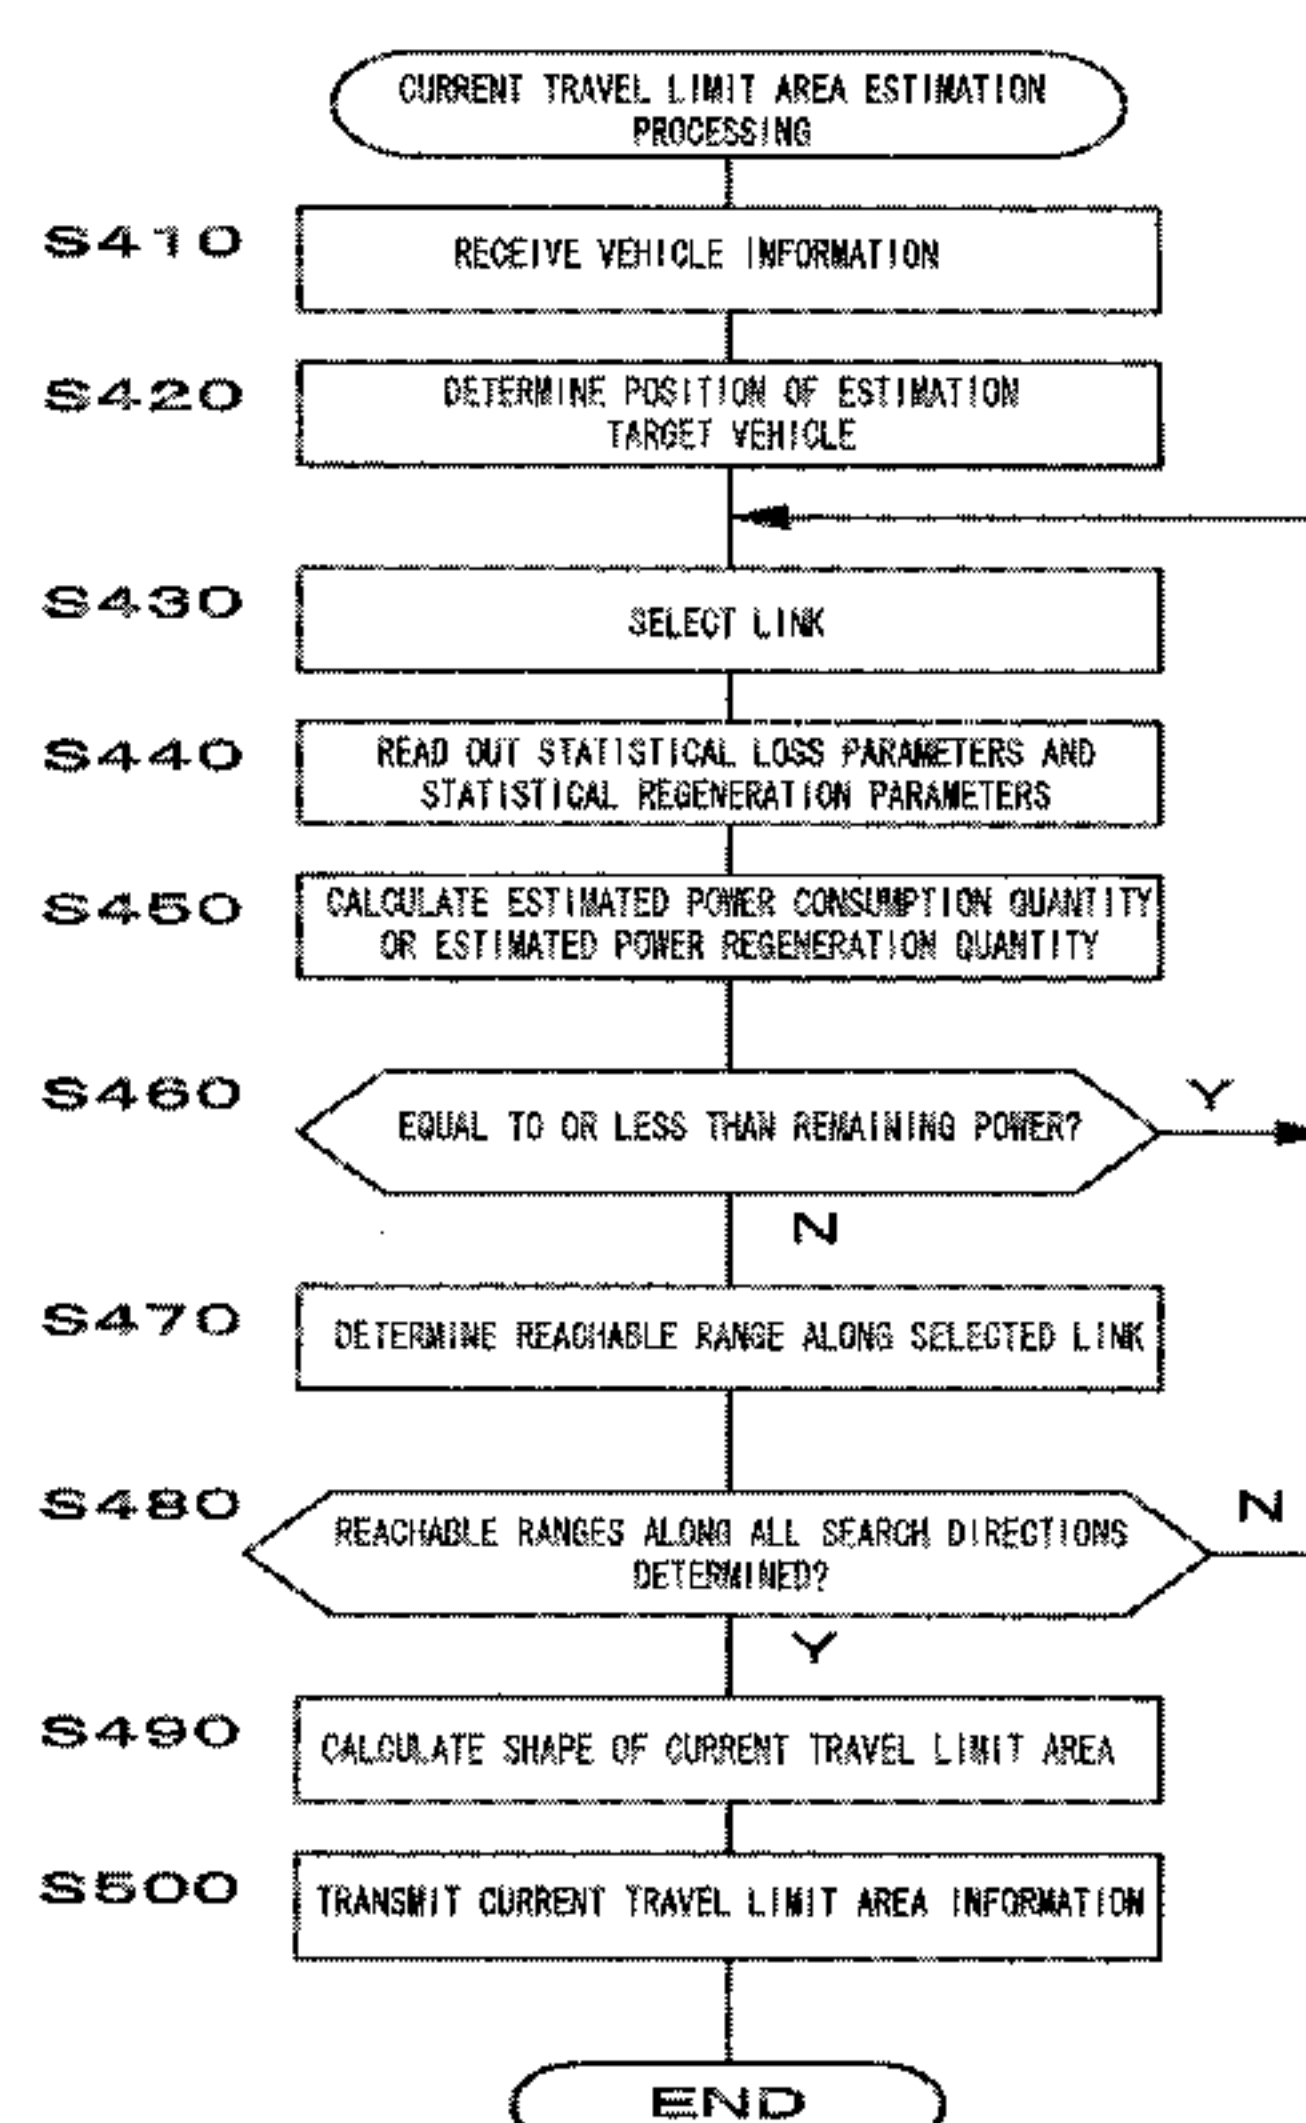 CURRENT TRAVEL LIMIT AREA ESTIMATION
PROCESSING
S410
RECEIVE VEHICLE INFORMATION
S420
DETERMINE POSITION OF ESTIMATION
TARGET VEHICLE
S430
SELECT LINK
S440
READ OUT STATISTICAL LOSS PARAMETERS AND
STATISTICAL REGENERATION PARAMETERS
S450
CALCULATE ESTIMATED POWER CONSUMPTION QUANTITY
OR ESTIMATED POWER REGENERATION QUANTITY
S460
EQUAL TO OR LESS THAN REMAINING POWER?
Y
N
S470
DETERMINE REACHABLE RANGE ALONG SELECTED LINK
S480
REACHABLE RANGES ALONG ALL SEARCH DIRECTIONS
DETERMINED?
N
Y
S490
CALCULATE SHAPE OF CURRENT TRAVEL LIMIT AREA
S500
TRANSMIT CURRENT TRAVEL LIMIT AREA INFORMATION
END